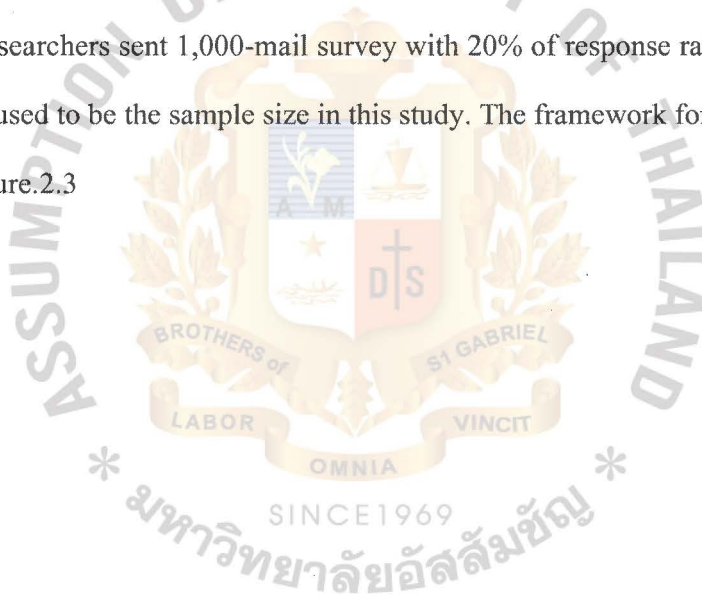 searchers sent 1,000-mail survey with 20% of response ra
used to be the sample size in this study. The framework for
ure.2.3
ASSUMPTION
THAILAND
A M
D S
BROTHERS of ST GABRIEL
LABOR VINCIT
OMNIA
* *
SINCE1969
มหาวิทยาลัยอัสสัมชัญ